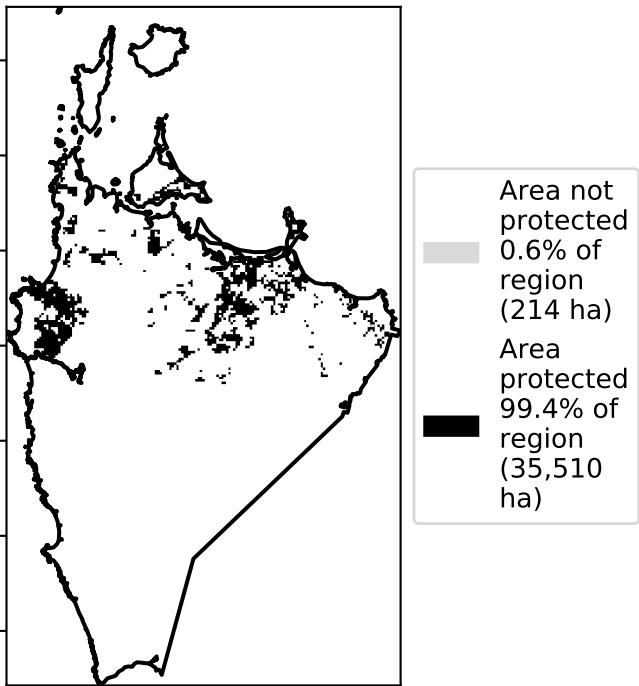 Area not
protected
0.6% of
region
(214 ha)
Area
protected
99.4% of
region
(35,510
ha)